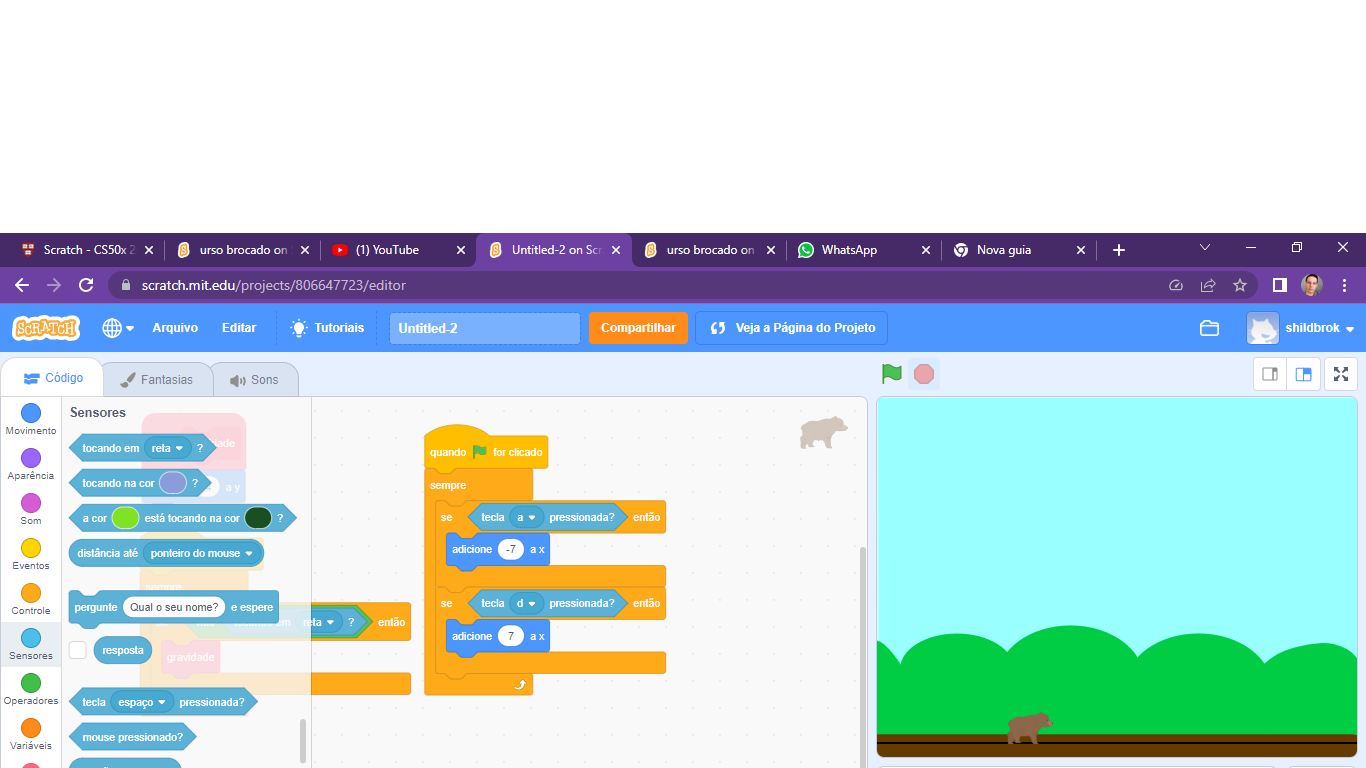 Scratch - CS50x 2
urso brocado on
(1) YouTube
Untitled-2 on Scr
urso brocado on
WhatsApp
Nova guia
scratch.mit.edu/projects/806647723/editor
SCRATCH
Arquivo
Editar
Tutoriais
Untitled-2
Compartilhar
Veja a Página do Projeto
shildbrok
Código
Fantasias
Sons
Movimento
Aparência
Som
Eventos
Controle
Sensores
Operadores
Variáveis
Sensores
tocando em reta ?
tocando na cor ?
a cor está tocando na cor ?
distância até ponteiro do mouse
pergunte Qual o seu nome? e espere
resposta
tecla espaço pressionada?
mouse pressionado?
a y
sempre
reta ? então
gravidade
quando for clicado
sempre
se tecla a pressionada? então
adicione -7 a x
se tecla d pressionada? então
adicione 7 a x